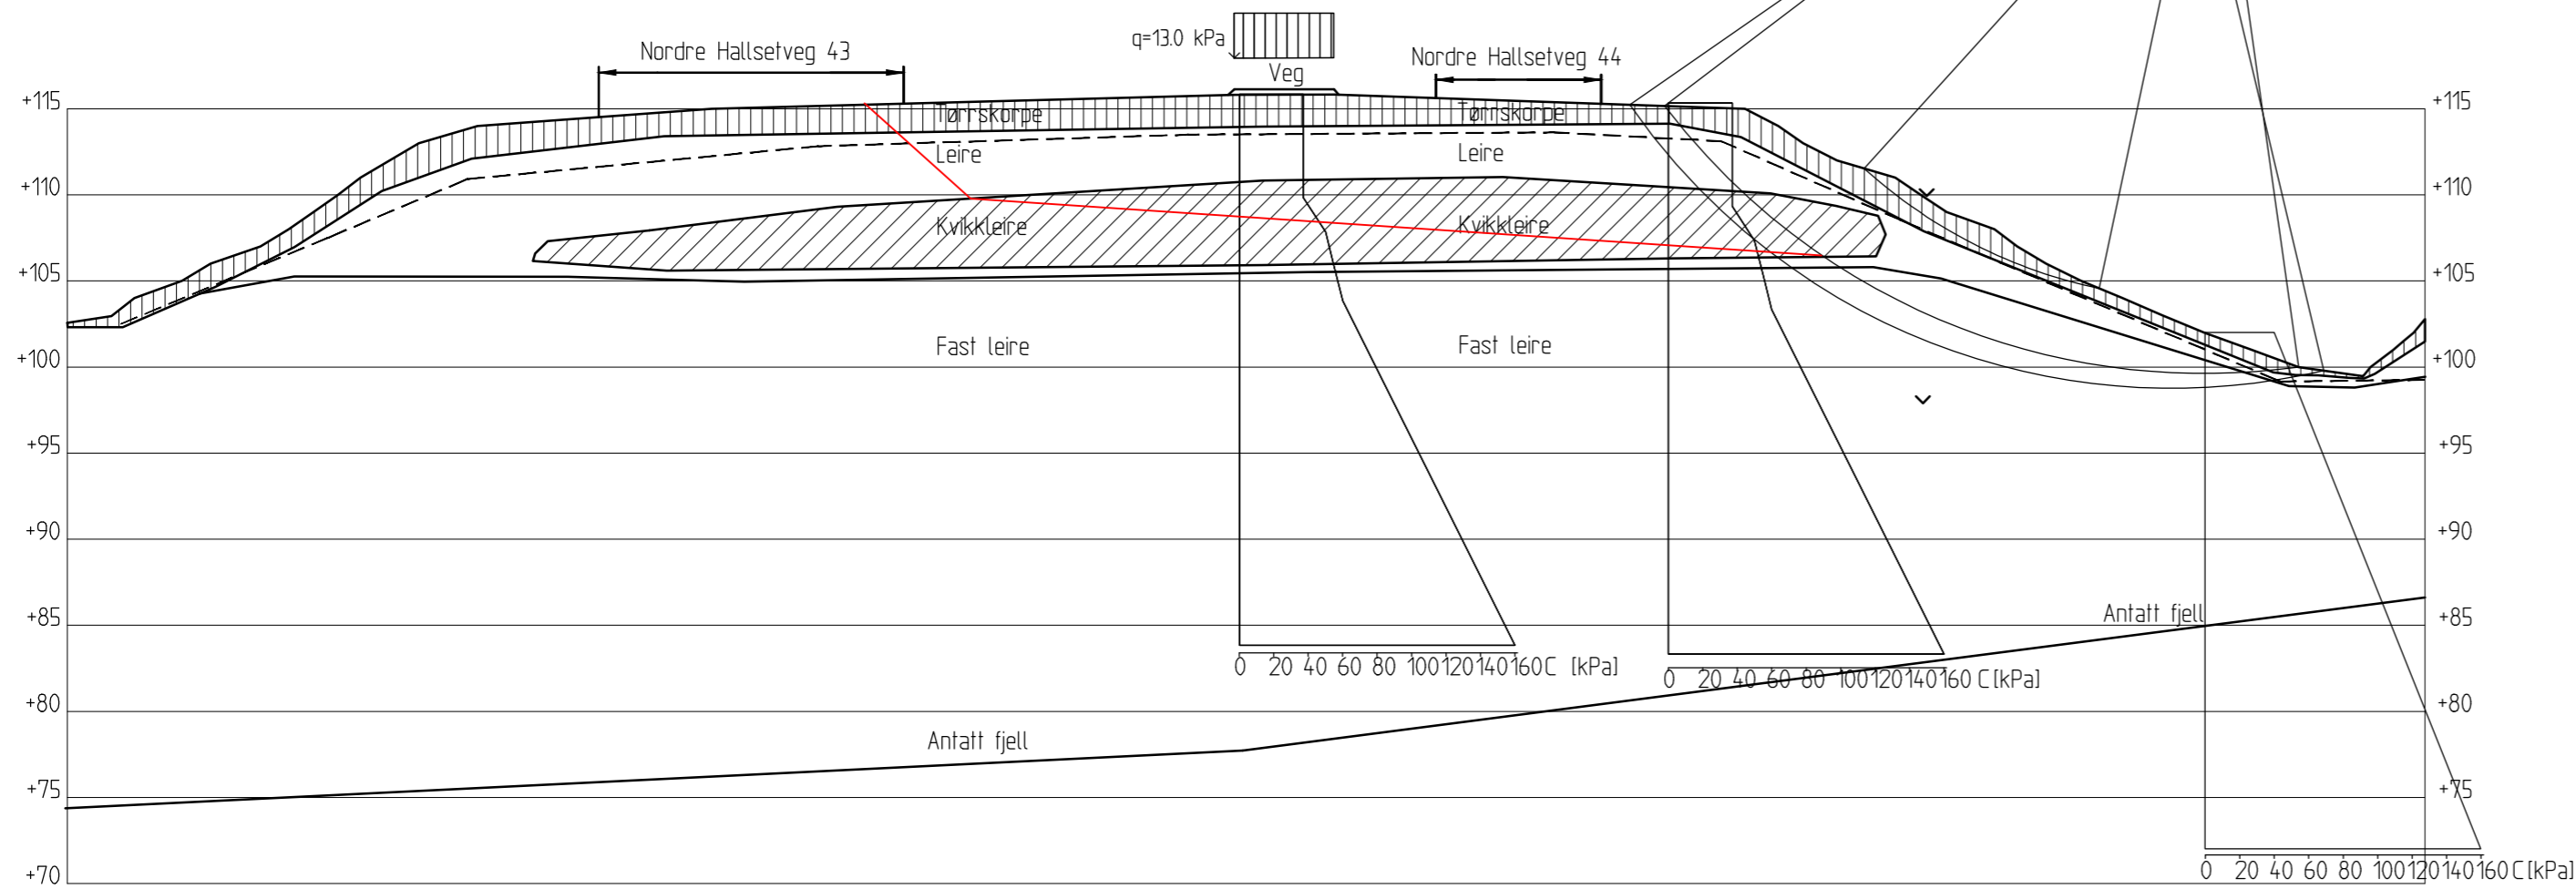 q=13.0 kPa
Nordre Hallsetveg 43
Nordre Hallsetveg 44
Veg
+115
+115
Tørrskorpe
Tørrskorpe
Leire
Leire
+110
+110
Kvikkleire
Kvikkleire
+105
+105
Fast leire
Fast leire
+100
+100
+95
+95
+90
+90
+85
Antatt fjell
+85
0 20 40 60 80 100 120 140 160 C [kPa]
0 20 40 60 80 100 120 140 160 C [kPa]
+80
+80
Antatt fjell
+75
+75
+70
0 20 40 60 80 100 120 140 160 C [kPa]